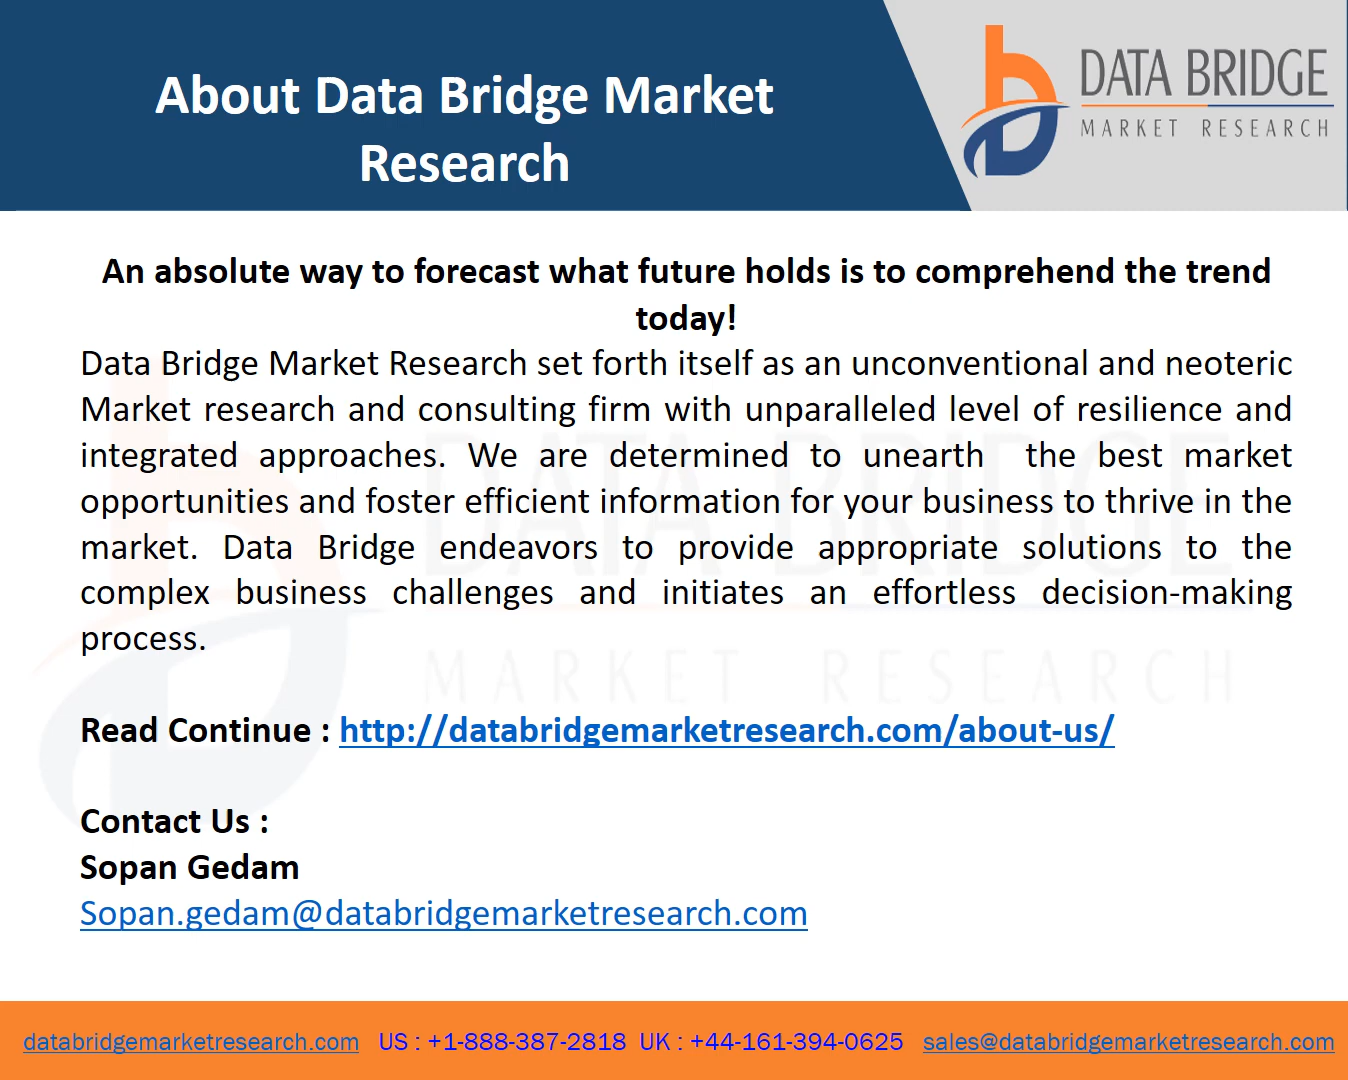 About Data Bridge Market
Research
DATA BRIDGE
MARKET RESEARCH
An absolute way to forecast what future holds is to comprehend the trend
today!
Data Bridge Market Research set forth itself as an unconventional and neoteric
Market research and consulting firm with unparalleled level of resilience and
integrated approaches. We are determined to unearth the best market
opportunities and foster efficient information for your business to thrive in the
market. Data Bridge endeavors to provide appropriate solutions to the
complex business challenges and initiates an effortless decision-making
process.
DATA BRIDGE
MARKET RESEARCH
Read Continue : http://databridgemarketresearch.com/about-us/
Contact Us :
Sopan Gedam
Sopan.gedam@databridgemarketresearch.com
databridgemarketresearch.com US : +1-888-387-2818 UK : +44-161-394-0625 sales@databridgemarketresearch.com